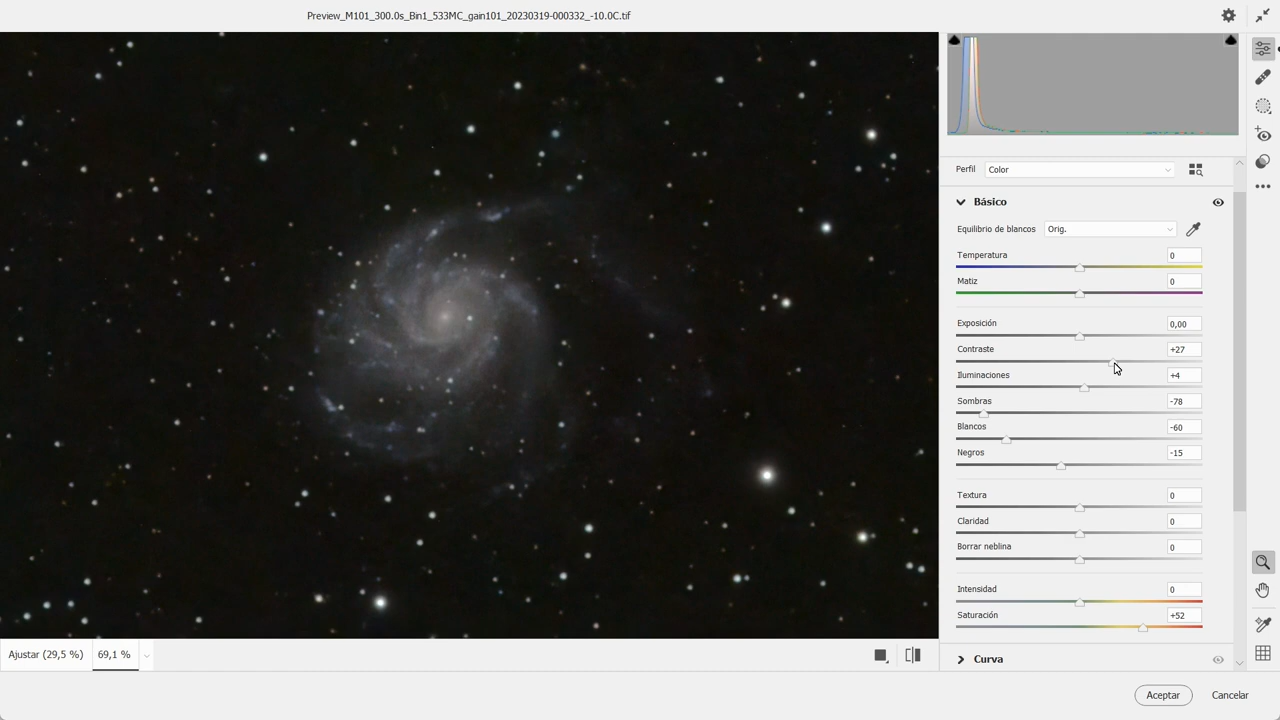 Preview_M101_300.0s_Bin1_533MC_gain101_20230319-000332_-10.0C.tif
Perfil Color
Básico
Equilibrio de blancos Orig.
Temperatura 0
Matiz 0
Exposición 0,00
Contraste +27
Iluminaciones +4
Sombras -78
Blancos -60
Negros -15
Textura 0
Claridad 0
Borrar neblina 0
Intensidad 0
Saturación +52
Ajustar (29,5 %) 69,1 %
Curva
Aceptar Cancelar